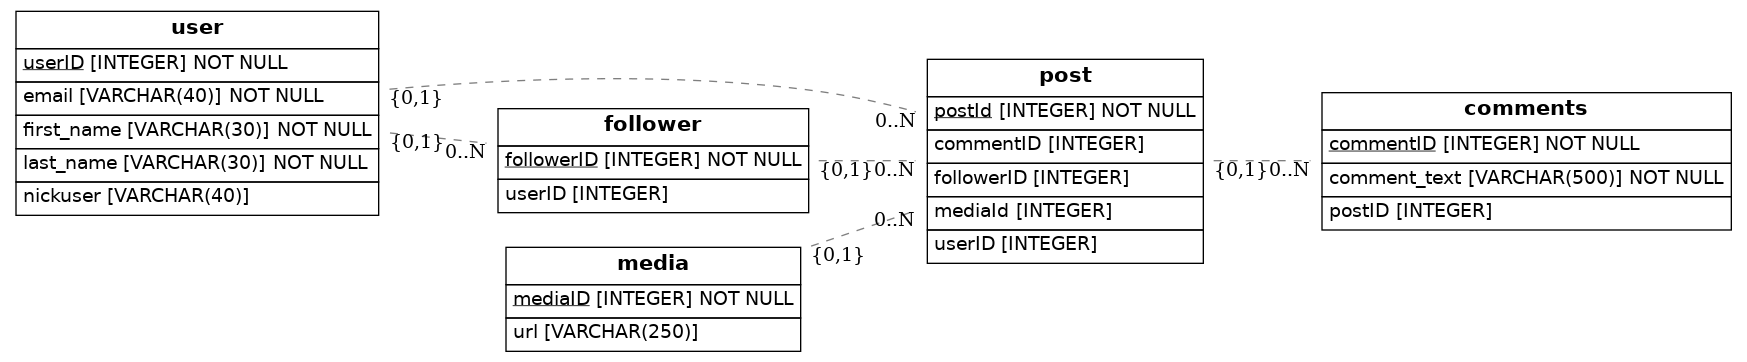 user
userID [INTEGER] NOT NULL
email [VARCHAR(40)] NOT NULL
first_name [VARCHAR(30)] NOT NULL
last_name [VARCHAR(30)] NOT NULL
nickuser [VARCHAR(40)]
{0,1}
0..N
{0,1}
0..N
follower
followerID [INTEGER] NOT NULL
userID [INTEGER]
{0,1}
0..N
media
mediaID [INTEGER] NOT NULL
url [VARCHAR(250)]
{0,1}
0..N
post
postId [INTEGER] NOT NULL
commentID [INTEGER]
followerID [INTEGER]
mediaId [INTEGER]
userID [INTEGER]
{0,1}
0..N
comments
commentID [INTEGER] NOT NULL
comment_text [VARCHAR(500)] NOT NULL
postID [INTEGER]